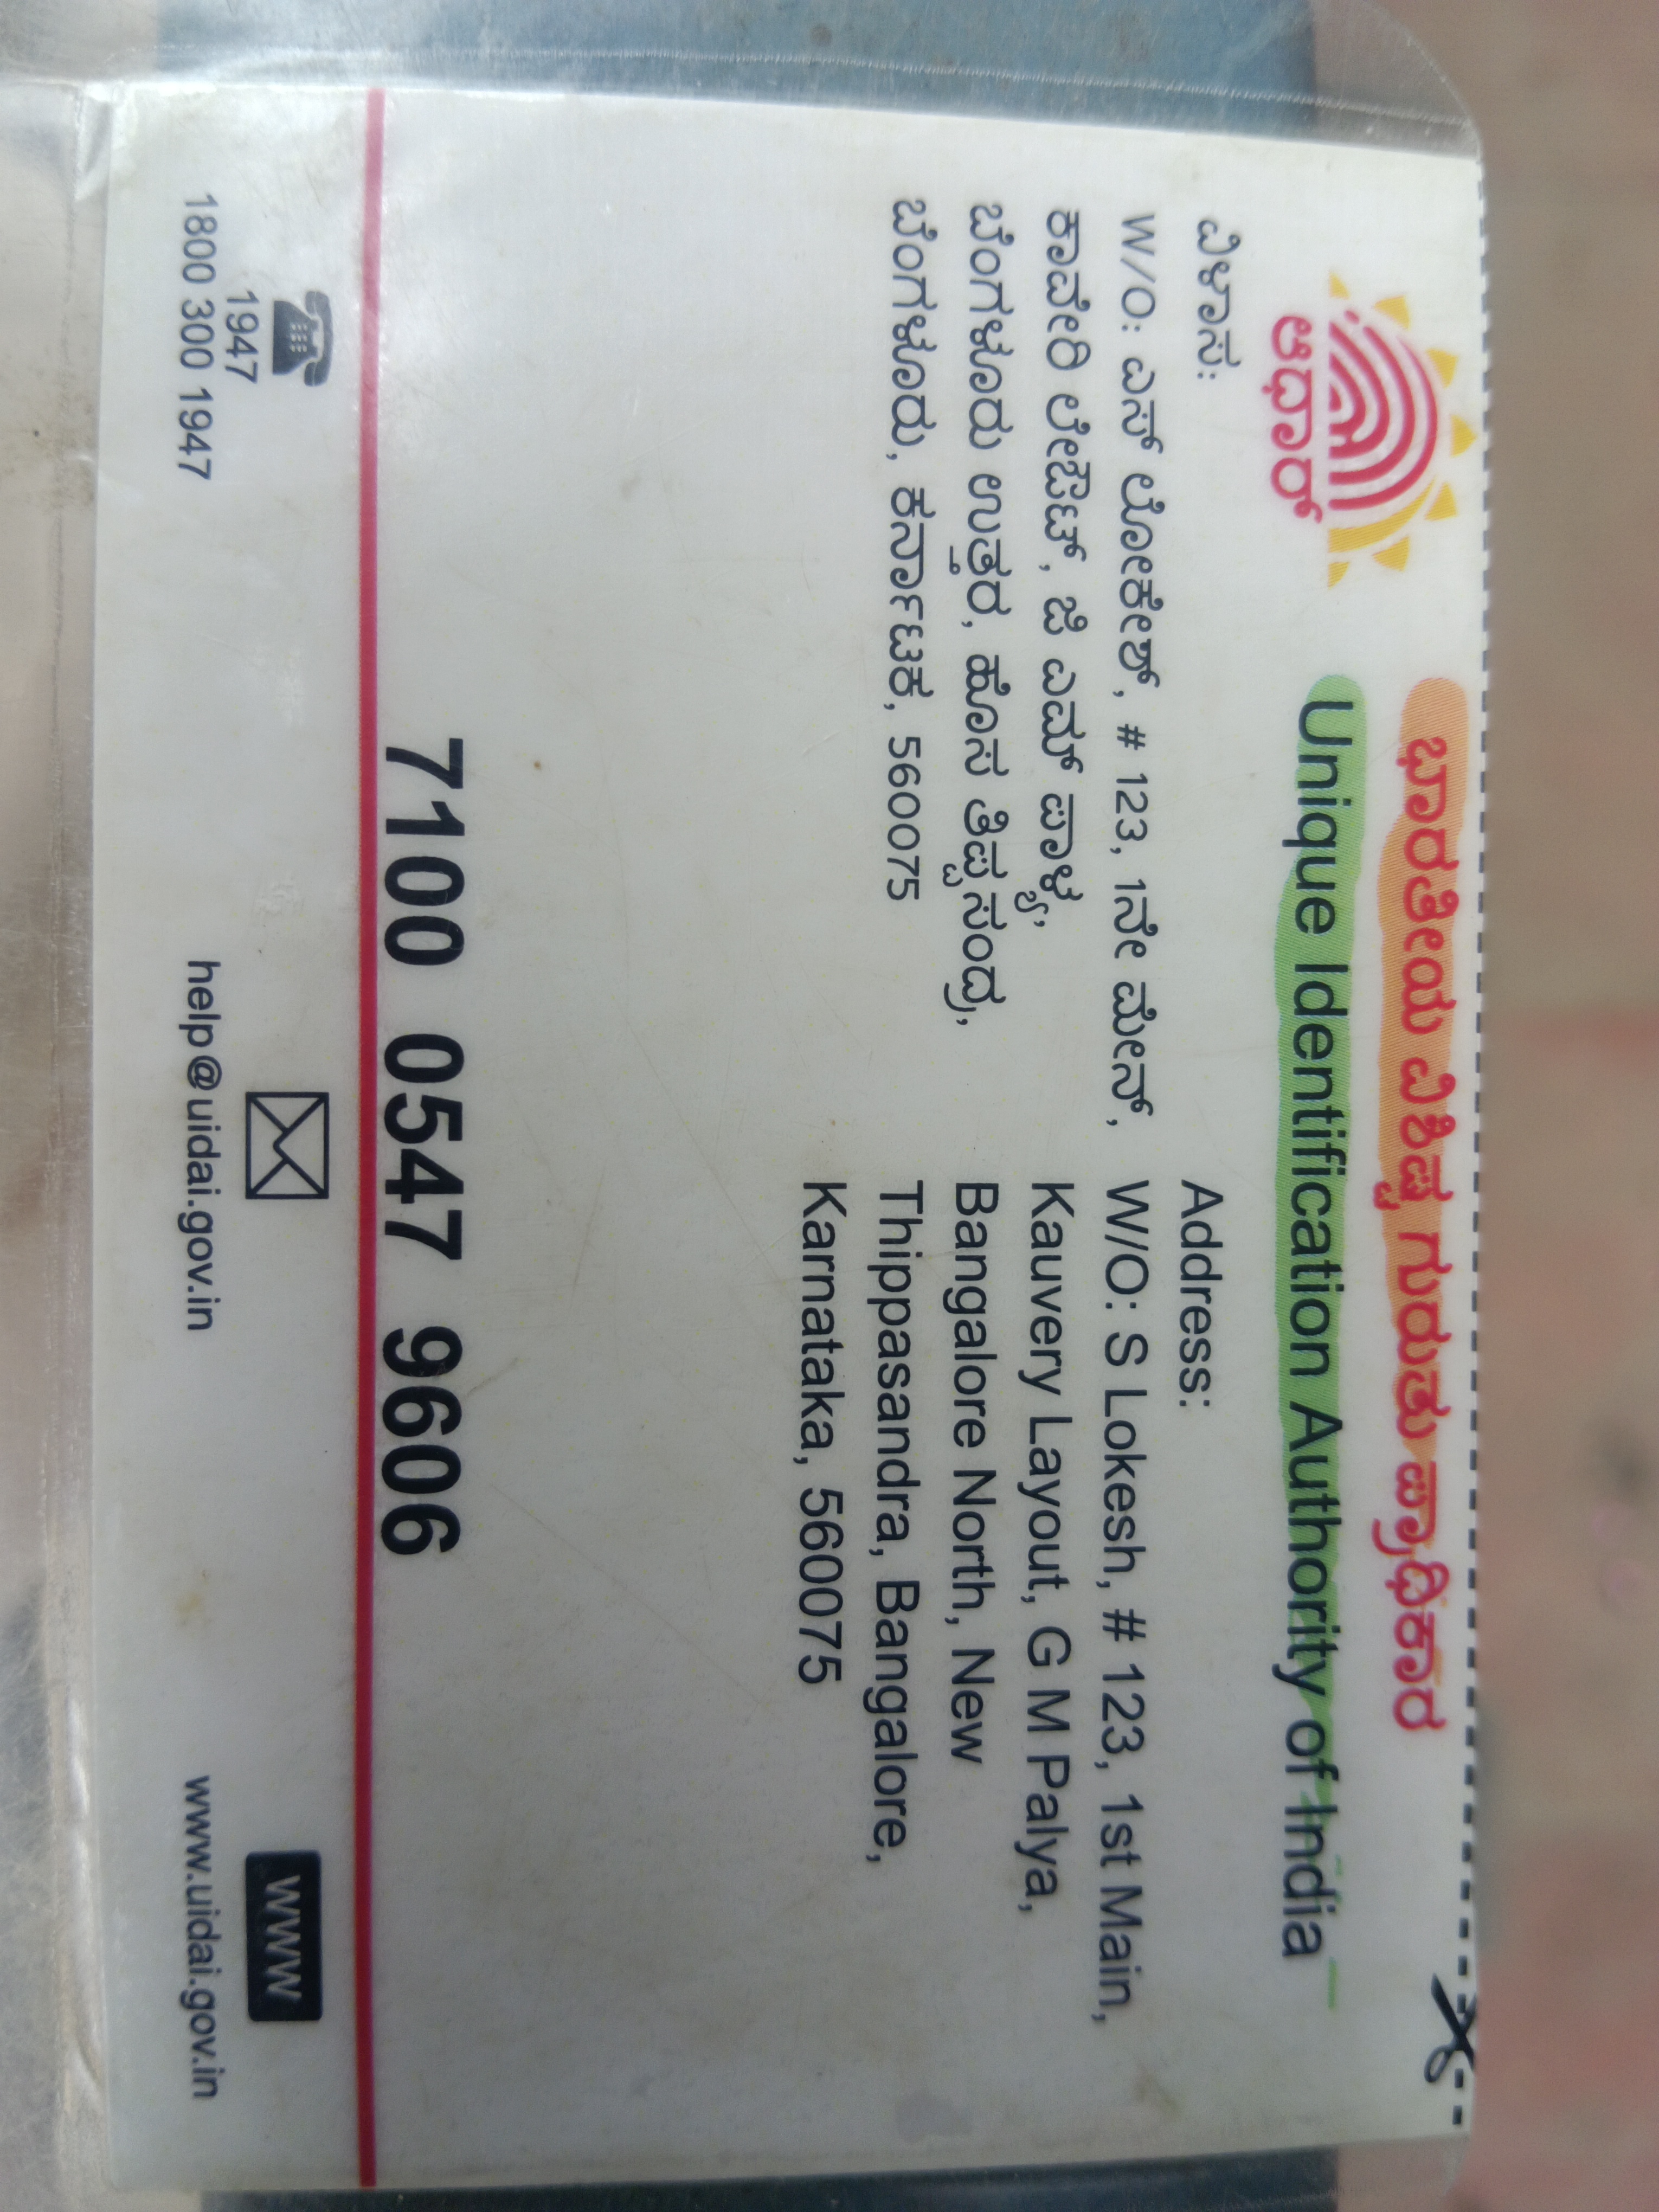 ಭಾರತೀಯ ವಿಶಿಷ್ಟ ಗುರುತು ಪ್ರಾಧಿಕಾರ
Unique Identification Authority of India
ಆಧಾರ್
ವಿಳಾಸ:
W/O: ಎಸ್ ಲೋಕೇಶ್, # 123, 1ನೇ ಮೇನ್,
ಕಾವೇರಿ ಲೇಔಟ್, ಜಿ ಎಮ್ ಪಾಳ್ಯ,
ಬೆಂಗಳೂರು ಉತ್ತರ, ಹೊಸ ತಿಪ್ಪಸಂದ್ರ,
ಬೆಂಗಳೂರು, ಕರ್ನಾಟಕ, 560075
Address:
W/O: S Lokesh, # 123, 1st Main,
Kauvery Layout, G M Palya,
Bangalore North, New
Thippasandra, Bangalore,
Karnataka, 560075
7100 0547 9606
1947
1800 300 1947
help@uidai.gov.in
WWW
www.uidai.gov.in